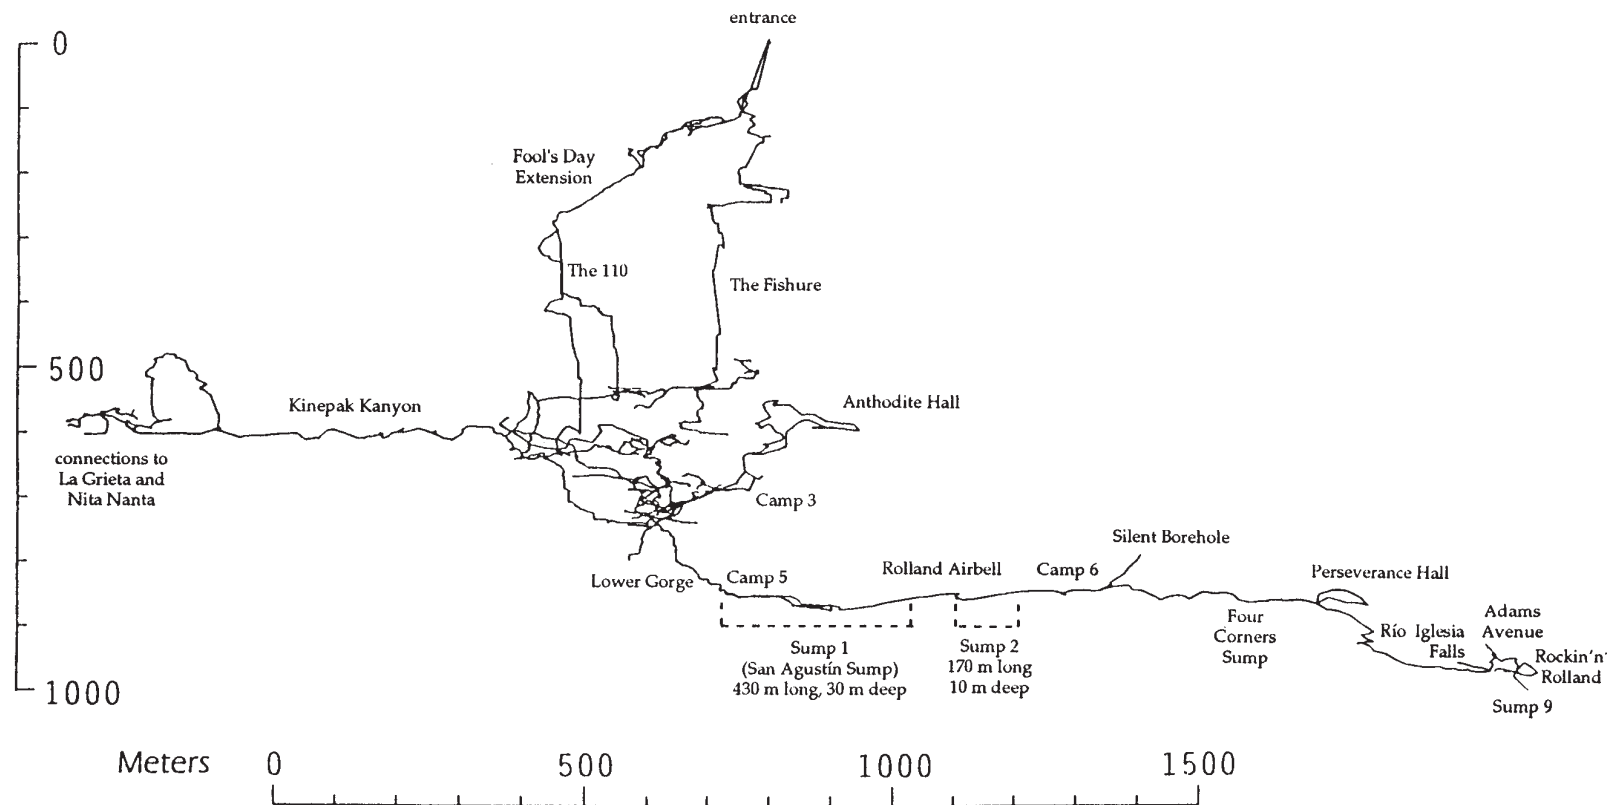 entrance
0
Fool's Day
Extension
The 110
The Fishure
500
Kinepak Kanyon
Anthodite Hall
connections to
La Grieta and
Nita Nanta
Camp 3
Silent Borehole
Lower Gorge
Camp 5
Rolland Airbell
Camp 6
Perseverance Hall
Four
Corners
Sump
Adams
Avenue
Río Iglesia
Falls
Rockin'n'
Rolland
Sump 1
(San Agustín Sump)
430 m long, 30 m deep
Sump 2
170 m long
10 m deep
1000
Sump 9
Meters 0 500 1000 1500